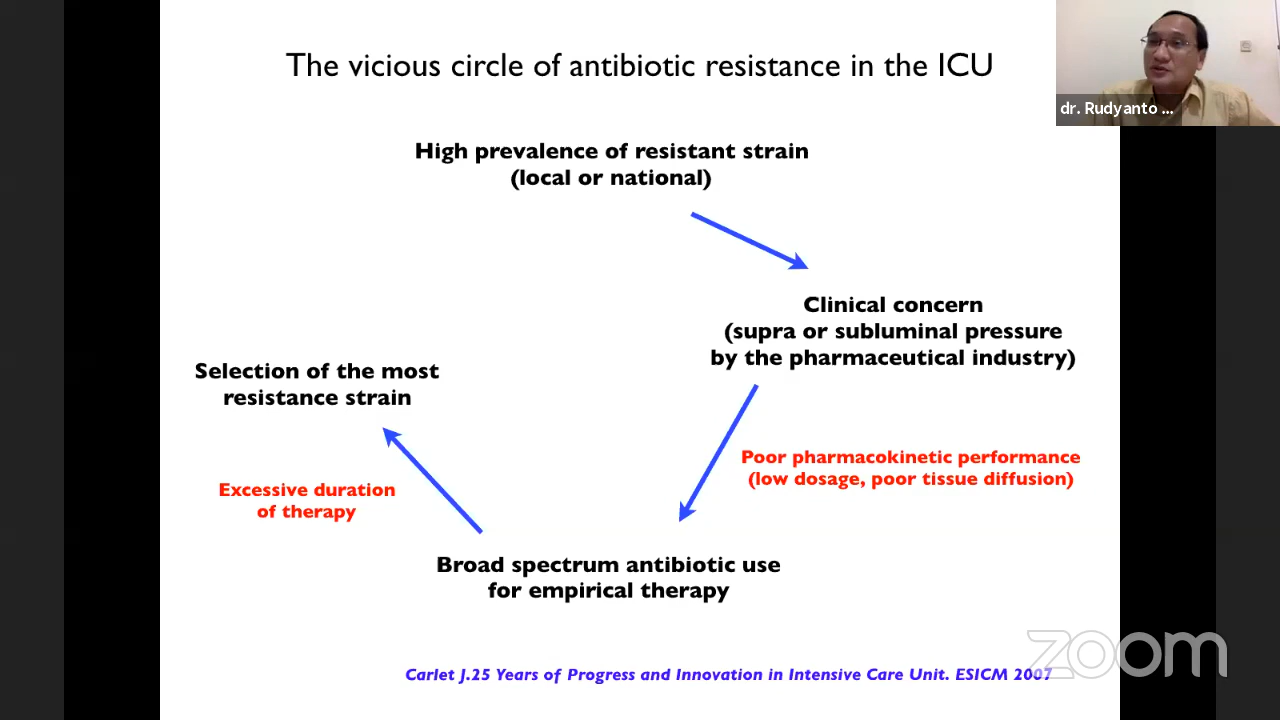 The vicious circle of antibiotic resistance in the ICU
dr. Rudyanto ...
High prevalence of resistant strain
(local or national)
Clinical concern
(supra or subluminal pressure
by the pharmaceutical industry)
Selection of the most
resistance strain
Poor pharmacokinetic performance
(low dosage, poor tissue diffusion)
Excessive duration
of therapy
Broad spectrum antibiotic use
for empirical therapy
Carlet J.25 Years of Progress and Innovation in Intensive Care Unit. ESICM 2007
zoom